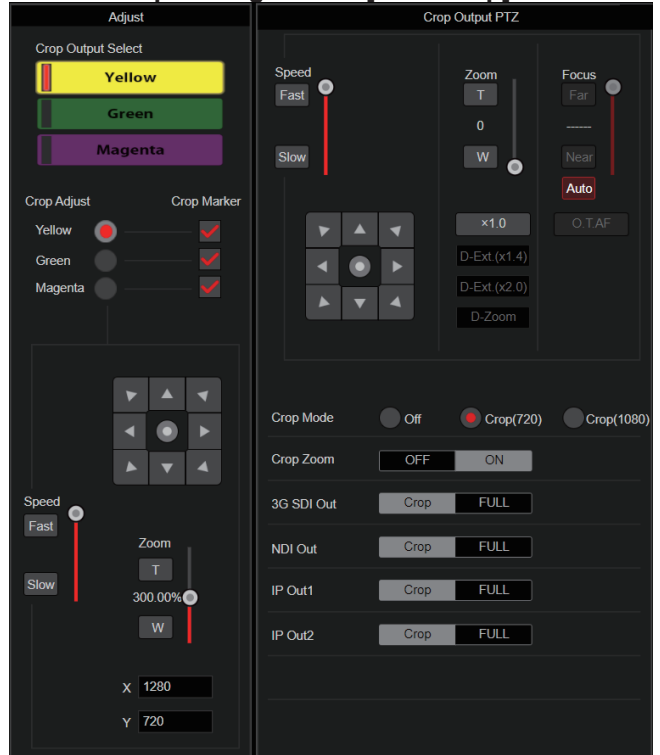 Adjust
Crop Output Select
Yellow
Green
Magenta
Crop Adjust Crop Marker
Yellow
Green
Magenta
Speed
Fast
Slow
Zoom
T
300.00%
W
X 1280
Y 720
Crop Output PTZ
Speed
Fast
Slow
Zoom
T
0
W
×1.0
D-Ext.(x1.4)
D-Ext.(x2.0)
D-Zoom
Focus
Far
------
Near
Auto
O.T.AF
Crop Mode Off Crop(720) Crop(1080)
Crop Zoom OFF ON
3G SDI Out Crop FULL
NDI Out Crop FULL
IP Out1 Crop FULL
IP Out2 Crop FULL